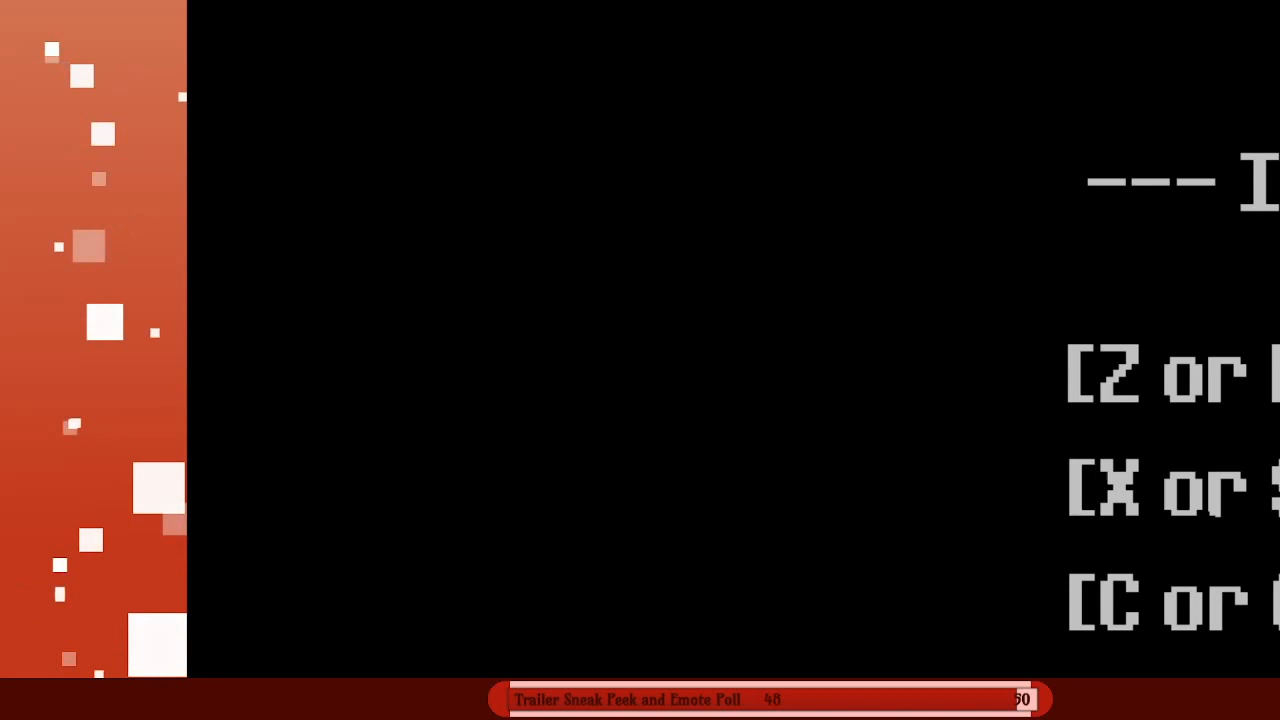 --- I
[Z or
[X or
[C or
Trailer Sneak Peek and Emote Poll 48 50